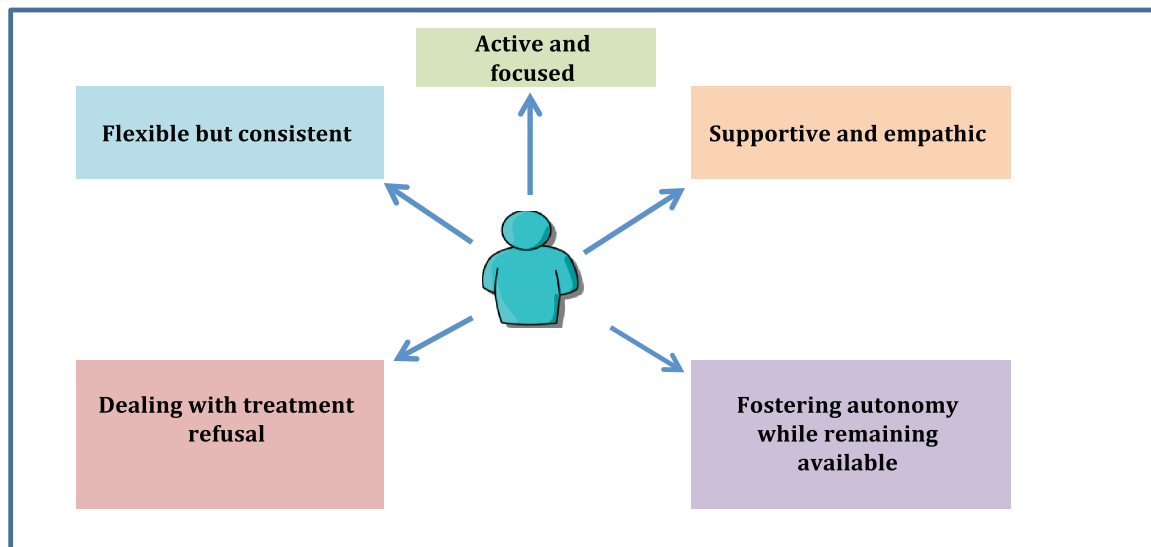 Active and
focused
Flexible but consistent
Supportive and empathic
Dealing with treatment
refusal
Fostering autonomy
while remaining
available